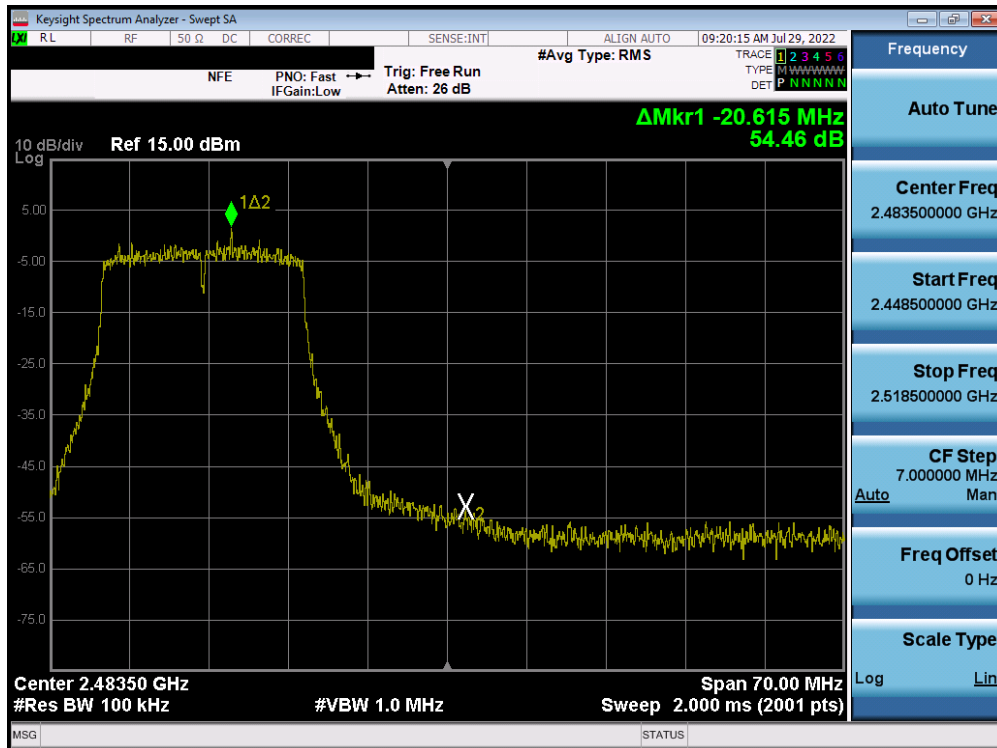 Keysight Spectrum Analyzer - Swept SA
LXI RL RF 50 Ω DC CORREC SENSE:INT ALIGN AUTO 09:20:15 AM Jul 29, 2022
#Avg Type: RMS
TRACE 1 2 3 4 5 6
TYPE M W W W W W
DET P N N N N N
NFE
PNO: Fast
IFGain:Low
Trig: Free Run
Atten: 26 dB
ΔMkr1 -20.615 MHz
54.46 dB
10 dB/div Ref 15.00 dBm
Log
1Δ2
5.00
-5.00
-15.0
-25.0
-35.0
-45.0
-55.0
X2
-65.0
-75.0
Center 2.48350 GHz Span 70.00 MHz
#Res BW 100 kHz #VBW 1.0 MHz Sweep 2.000 ms (2001 pts)
MSG STATUS
Frequency
Auto Tune
Center Freq
2.483500000 GHz
Start Freq
2.448500000 GHz
Stop Freq
2.518500000 GHz
CF Step
7.000000 MHz
Auto Man
Freq Offset
0 Hz
Scale Type
Log Lin